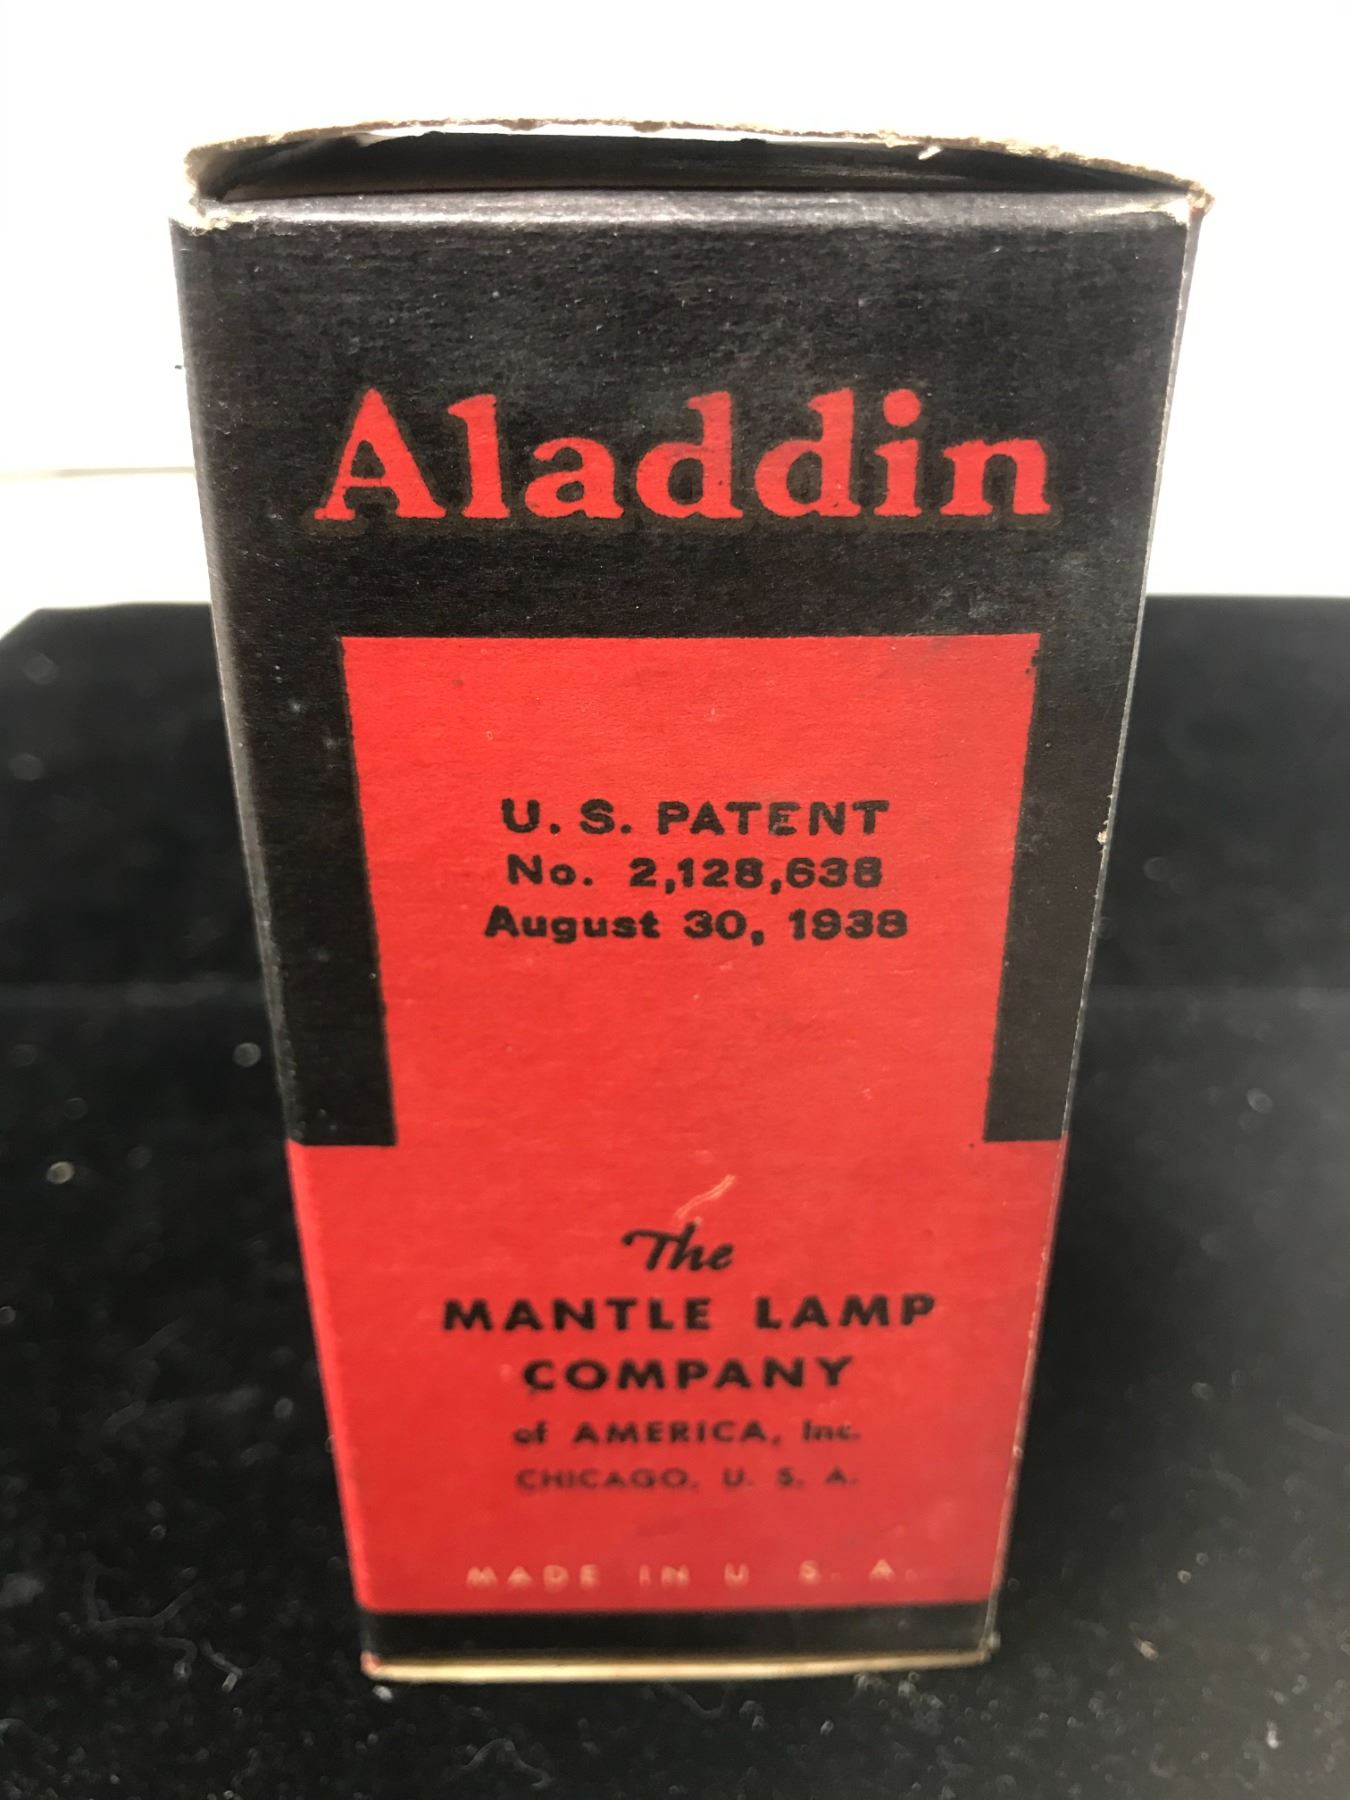 Aladdin
U. S. PATENT
No. 2,128,638
August 30, 1938
The
MANTLE LAMP
COMPANY
of AMERICA, Inc.
CHICAGO, U. S. A.
MADE IN U. S. A.